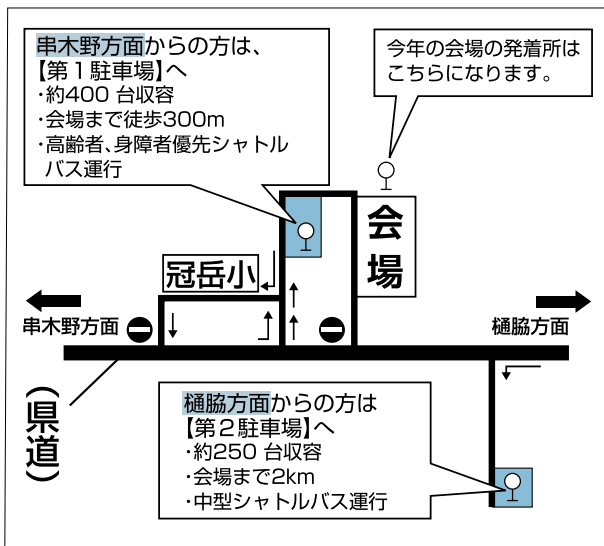 串木野方面からの方は、
【第1駐車場】へ
・約400 台収容
・会場まで徒歩300m
・高齢者、身障者優先シャトル
バス運行
今年の会場の発着所は
こちらになります。
会場
冠岳小
串木野方面
樋脇方面
(県道)
樋脇方面からの方は
【第2駐車場】へ
・約250 台収容
・会場まで2km
・中型シャトルバス運行